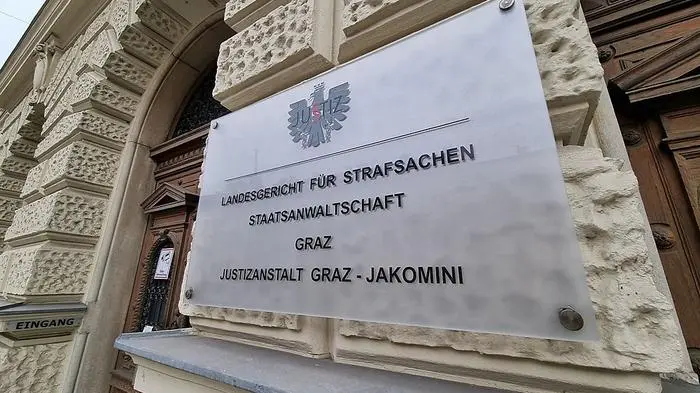 JUSTIZ
LANDESGERICHT FÜR STRAFSACHEN
STAATSANWALTSCHAFT
GRAZ
JUSTIZANSTALT GRAZ - JAKOMINI
EINGANG